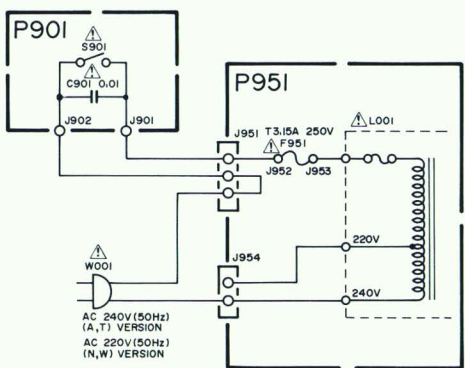 P901
S901
C901 0.01
J902
J901
P951
J951
T3.15A 250V
F951
J952
J953
L001
220V
240V
J954
W001
AC 240V(50Hz)
(A,T) VERSION
AC 220V(50Hz)
(N,W) VERSION